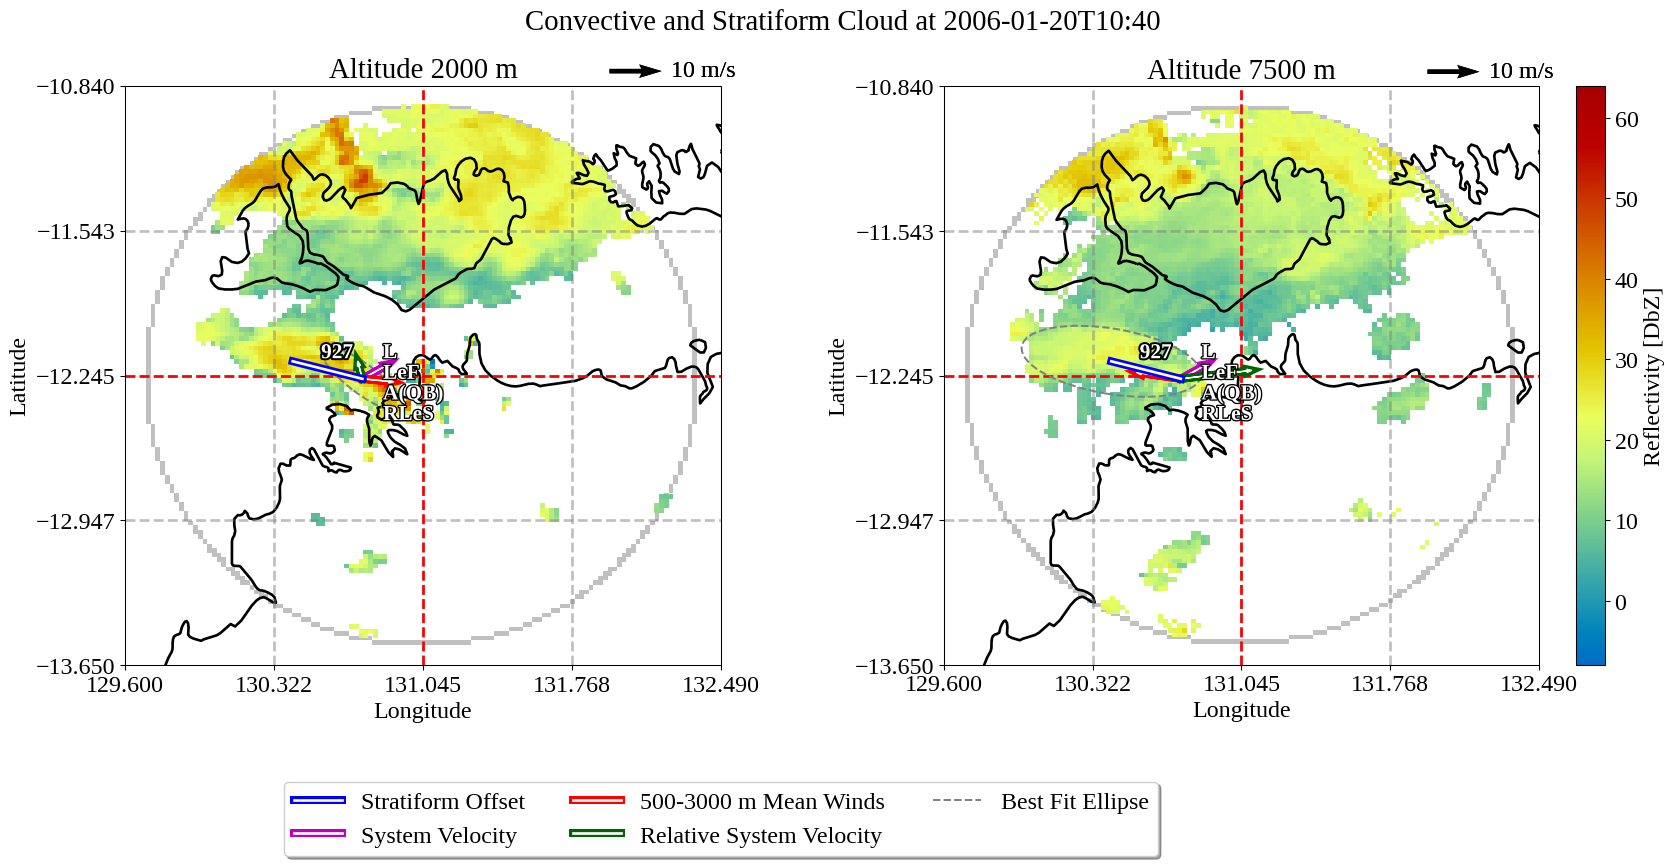 Convective and Stratiform Cloud at 2006-01-20T10:40
Altitude 2000 m
10 m/s
Altitude 7500 m
10 m/s
−10.840
−11.543
−12.245
−12.947
−13.650
Latitude
129.600
130.322
131.045
131.768
132.490
Longitude
927
L
LeF
A(QB)
RLeS
−10.840
−11.543
−12.245
−12.947
−13.650
Latitude
129.600
130.322
131.045
131.768
132.490
Longitude
927
L
LeF
A(QB)
RLeS
60
50
40
30
20
10
0
Reflectivity [DbZ]
Stratiform Offset
System Velocity
500-3000 m Mean Winds
Relative System Velocity
Best Fit Ellipse